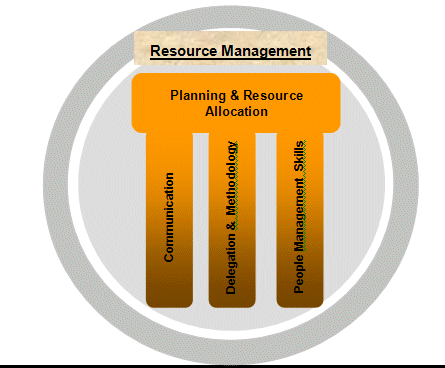 Resource Management
Planning & Resource
Allocation
Communication
Delegation & Methodology
People Management Skills